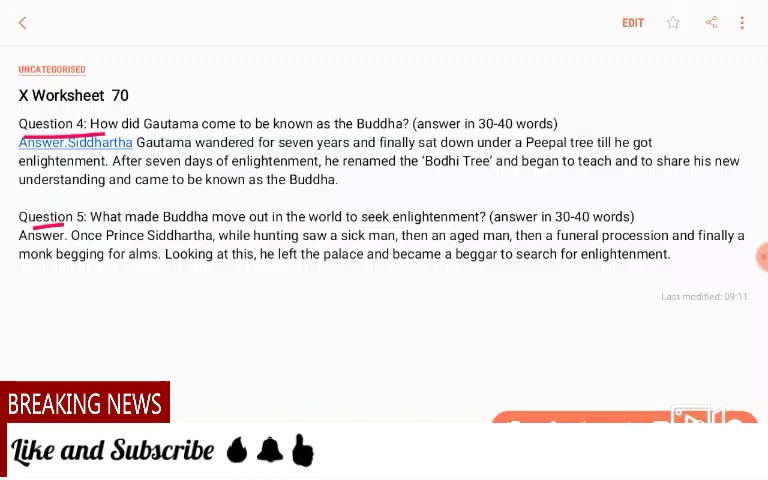 EDIT
UNCATEGORISED
X Worksheet 70
Question 4: How did Gautama come to be known as the Buddha? (answer in 30-40 words)
Answer.Siddhartha Gautama wandered for seven years and finally sat down under a Peepal tree till he got
enlightenment. After seven days of enlightenment, he renamed the ‘Bodhi Tree’ and began to teach and to share his new
understanding and came to be known as the Buddha.
Question 5: What made Buddha move out in the world to seek enlightenment? (answer in 30-40 words)
Answer. Once Prince Siddhartha, while hunting saw a sick man, then an aged man, then a funeral procession and finally a
monk begging for alms. Looking at this, he left the palace and became a beggar to search for enlightenment.
Last modified: 09:11
BREAKING NEWS
Like and Subscribe